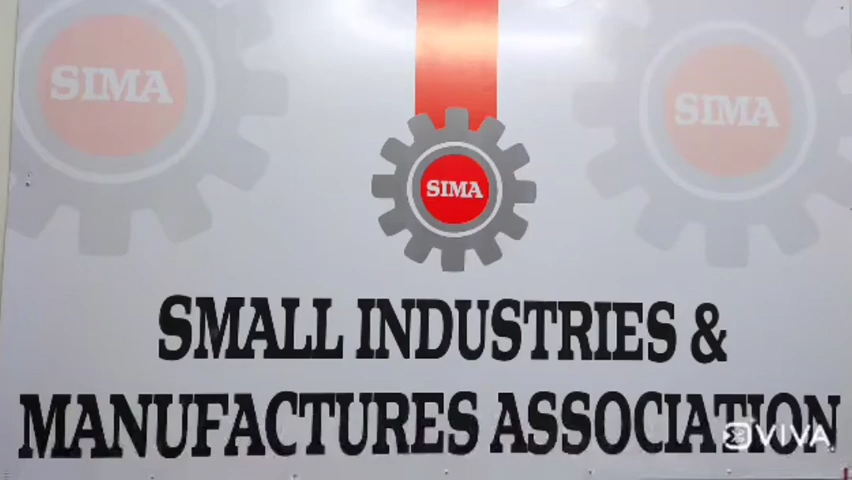 SIMA
SIMA
SIMA
SMALL INDUSTRIES &
MANUFACTURES ASSOCIATION
VIVA